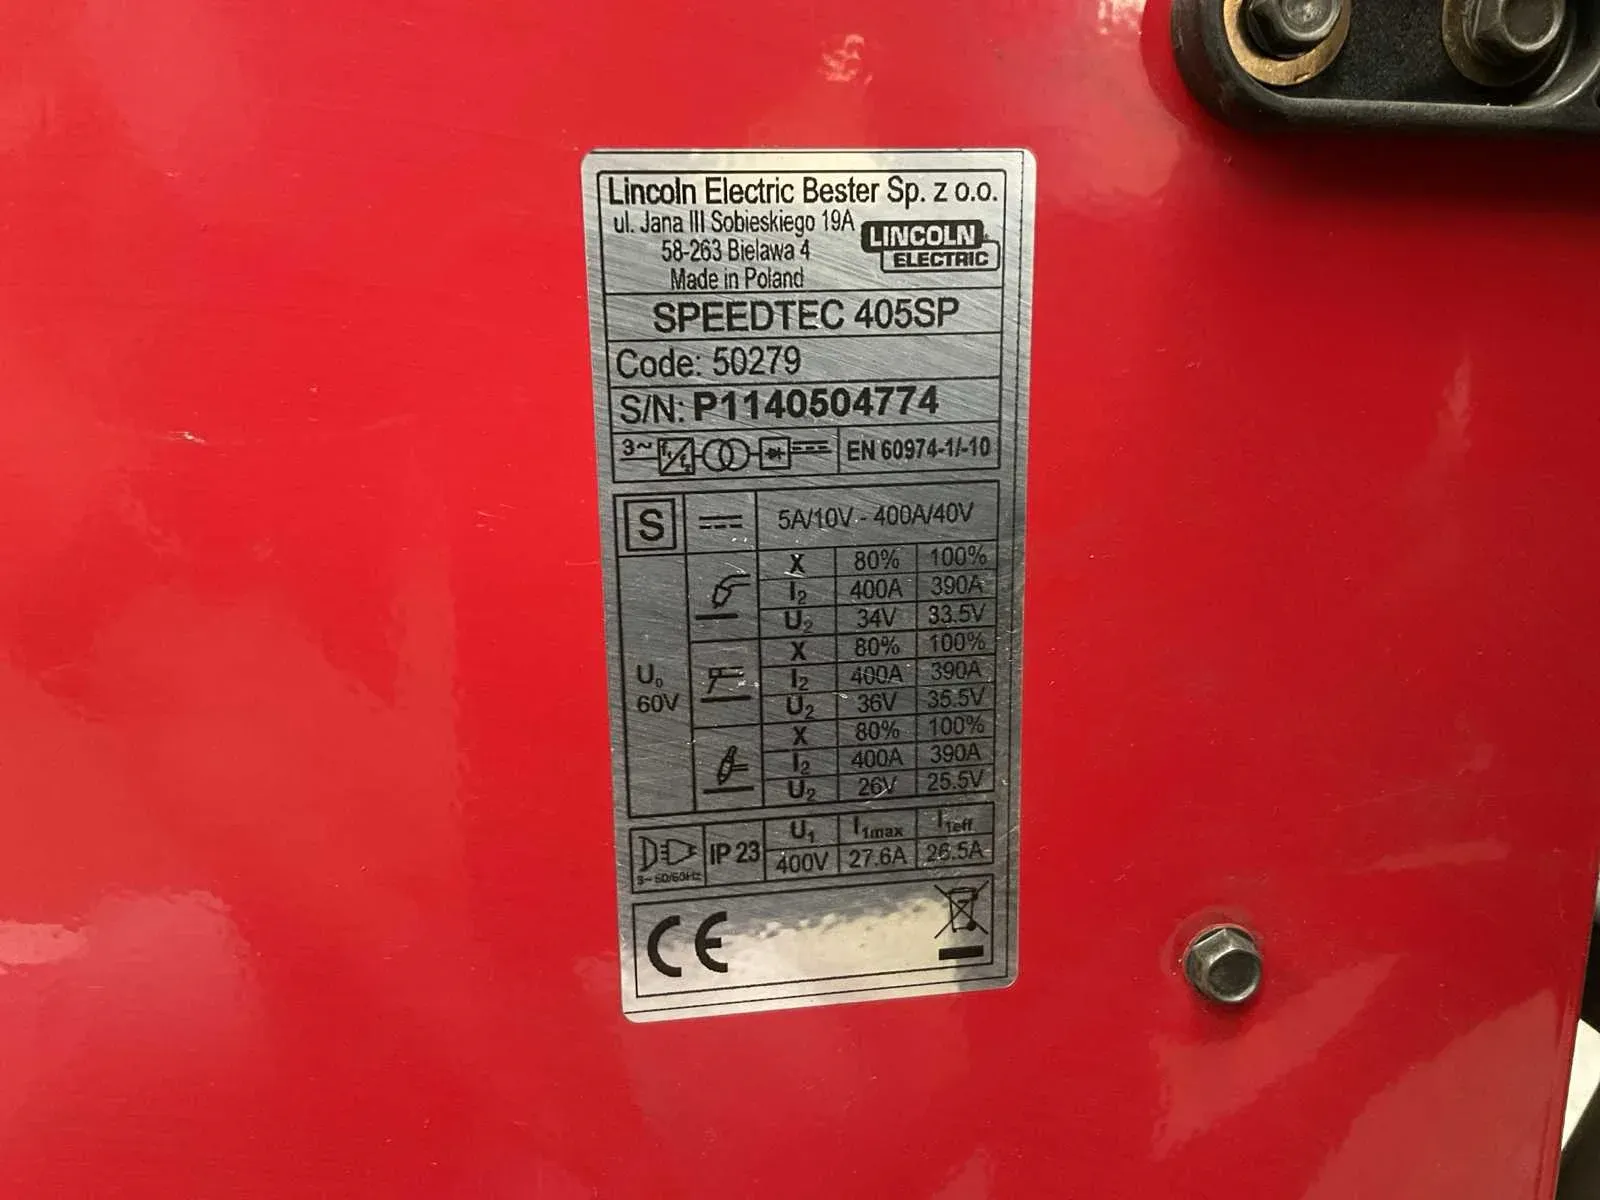 Lincoln Electric Bester Sp. z o.o.
ul. Jana III Sobieskiego 19A
58-263 Bielawa 4
Made in Poland
LINCOLN
ELECTRIC
SPEEDTEC 405SP
Code: 50279
S/N: P1140504774
3~ f₁ f₂ EN 60974-1/-10
S 5A/10V - 400A/40V
X 80% 100%
I₂ 400A 390A
U₂ 34V 33.5V
X 80% 100%
U₀ I₂ 400A 390A
60V U₂ 36V 35.5V
X 80% 100%
I₂ 400A 390A
U₂ 26V 25.5V
U₁ I₁max I₁eff
IP 23 400V 27.6A 26.5A
3~ 50/60Hz
CE